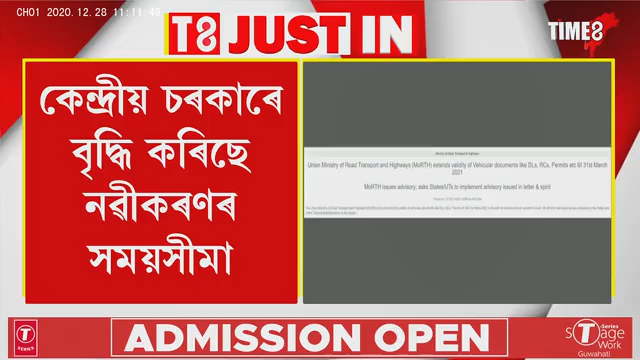 CH01 2020.12.28 11:11:49
T8 JUST IN
TIME8
কেন্দ্ৰীয় চৰকাৰে
বৃদ্ধি কৰিছে
নৱীকৰণৰ
সময়সীমা
Union Ministry of Road Transport and Highways (MoRTH) extends validity of Vehicular documents like DLs, RCs, Permits etc till 31st March
2021
MoRTH issues advisory; asks States/UTs to implement advisory issued in letter & spirit
T
SERIES
ADMISSION OPEN
T-Series
Stage
Work
Guwahati